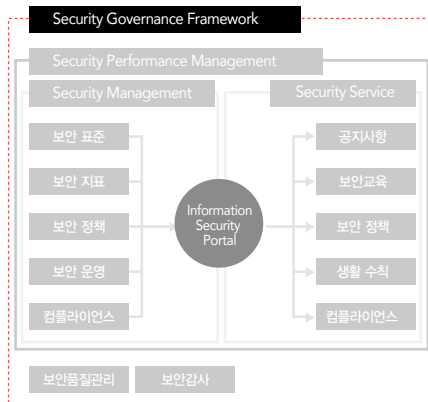 Security Governance Framework
Security Performance Management
Security Management
Security Service
보안 표준
보안 지표
보안 정책
보안 운영
컴플라이언스
Information
Security
Portal
공지사항
보안교육
보안 정책
생활 수칙
컴플라이언스
보안품질관리
보안감사